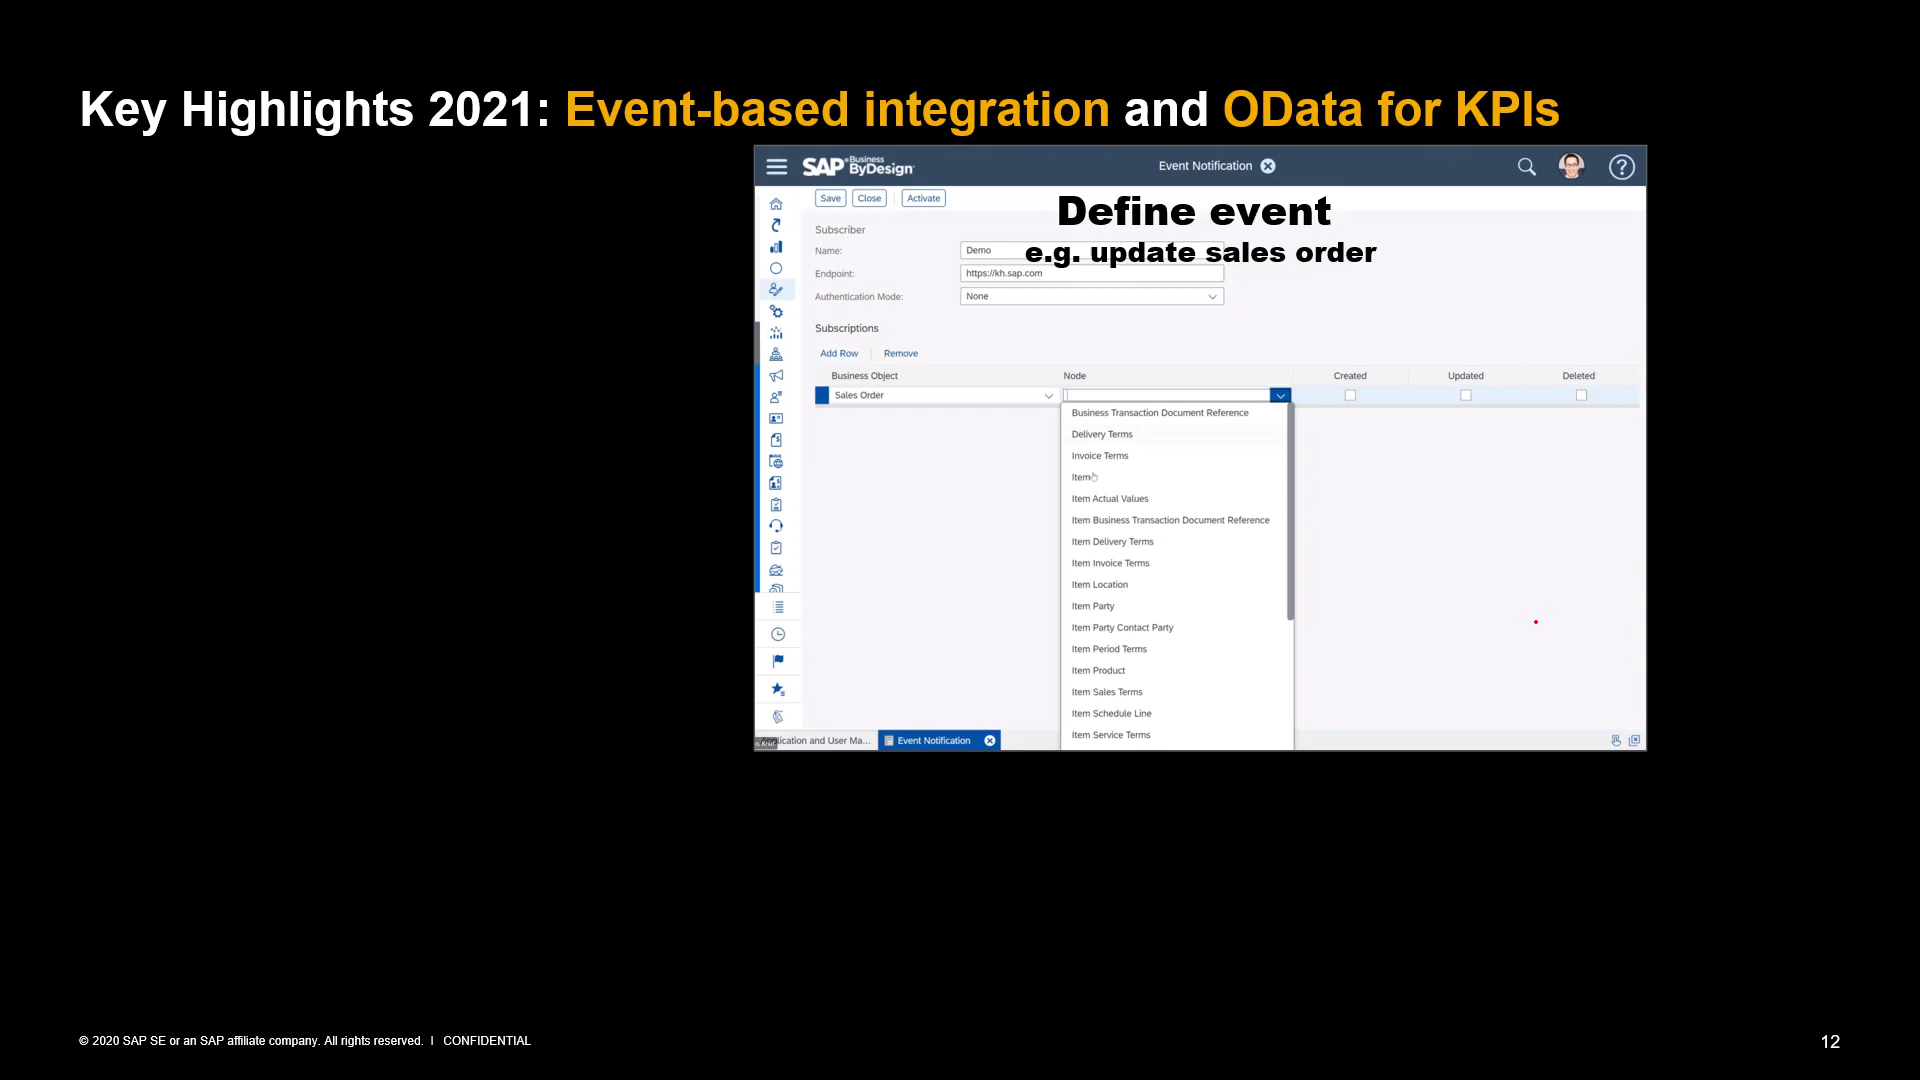 Key Highlights 2021: Event-based integration and OData for KPIs
SAP Business ByDesign
Event Notification
Save Close Activate
Define event
e.g. update sales order
Subscriber
Name: Demo
Endpoint: https://kh.sap.com
Authentication Mode: None
Subscriptions
Add Row Remove
Business Object Node Created Updated Deleted
Sales Order
Business Transaction Document Reference
Delivery Terms
Invoice Terms
Item
Item Actual Values
Item Business Transaction Document Reference
Item Delivery Terms
Item Invoice Terms
Item Location
Item Party
Item Party Contact Party
Item Period Terms
Item Product
Item Sales Terms
Item Schedule Line
Item Service Terms
and User Ma... Event Notification
© 2020 SAP SE or an SAP affiliate company. All rights reserved. I CONFIDENTIAL
12